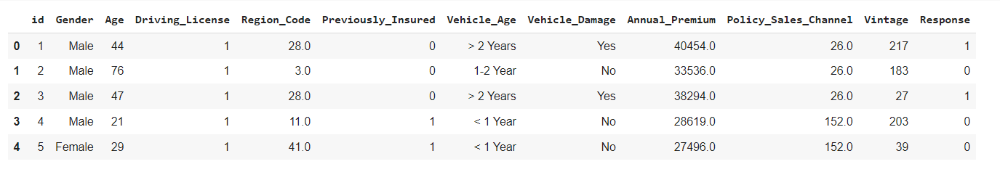 id Gender Age Driving_License Region_Code Previously_Insured Vehicle_Age Vehicle_Damage Annual_Premium Policy_Sales_Channel Vintage Response
0 1 Male 44 1 28.0 0 > 2 Years Yes 40454.0 26.0 217 1
1 2 Male 76 1 3.0 0 1-2 Year No 33536.0 26.0 183 0
2 3 Male 47 1 28.0 0 > 2 Years Yes 38294.0 26.0 27 1
3 4 Male 21 1 11.0 1 < 1 Year No 28619.0 152.0 203 0
4 5 Female 29 1 41.0 1 < 1 Year No 27496.0 152.0 39 0